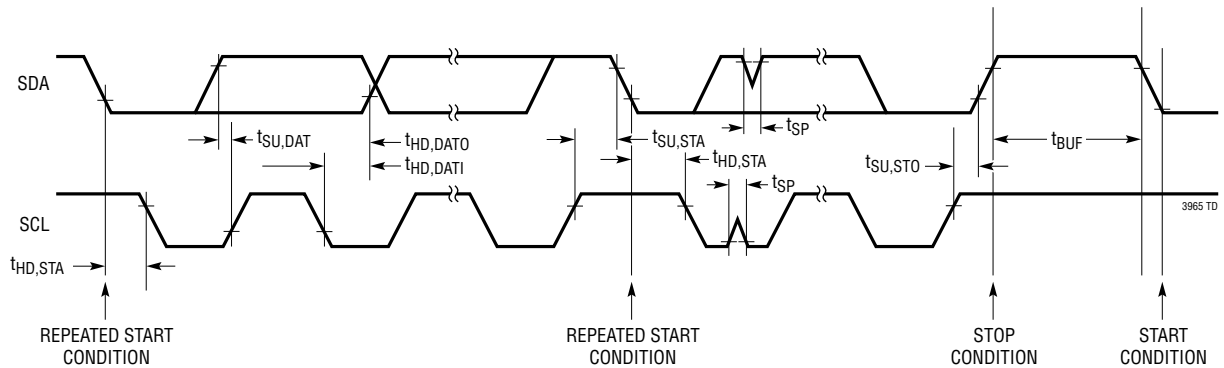 SDA
tSU,DAT
tHD,DATO
tHD,DATI
tSU,STA
tHD,STA
tSP
tSP
tSU,STO
tBUF
3965 TD
SCL
tHD,STA
REPEATED START
CONDITION
REPEATED START
CONDITION
STOP
CONDITION
START
CONDITION